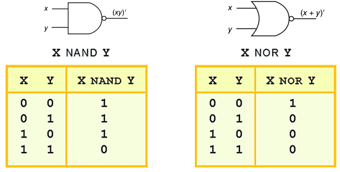 x
y
(xy)'
X NAND Y
X Y X NAND Y
0 0 1
0 1 1
1 0 1
1 1 0
x
y
(x + y)'
X NOR Y
X Y X NOR Y
0 0 1
0 1 0
1 0 0
1 1 0